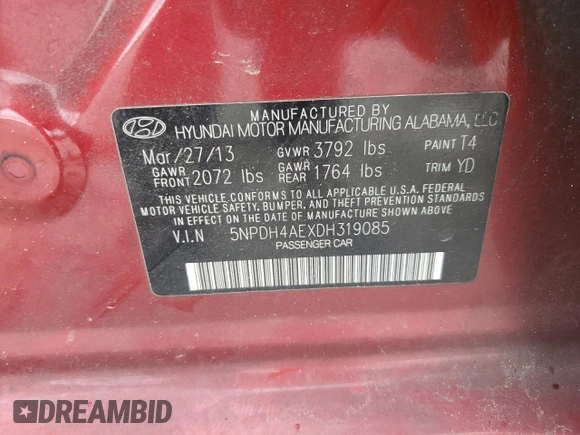 MANUFACTURED BY
HYUNDAI MOTOR MANUFACTURING ALABAMA, LLC
Mar/27/13 GVWR 3792 lbs PAINT T4
GAWR FRONT 2072 lbs GAWR REAR 1764 lbs TRIM YD
THIS VEHICLE CONFORMS TO ALL APPLICABLE U.S.A. FEDERAL
MOTOR VEHICLE SAFETY, BUMPER, AND THEFT PREVENTION
STANDARDS IN EFFECT ON THE DATE OF MANUFACTURE SHOWN ABOVE.
V.I.N 5NPDH4AEXDH319085
PASSENGER CAR
DREAMBID